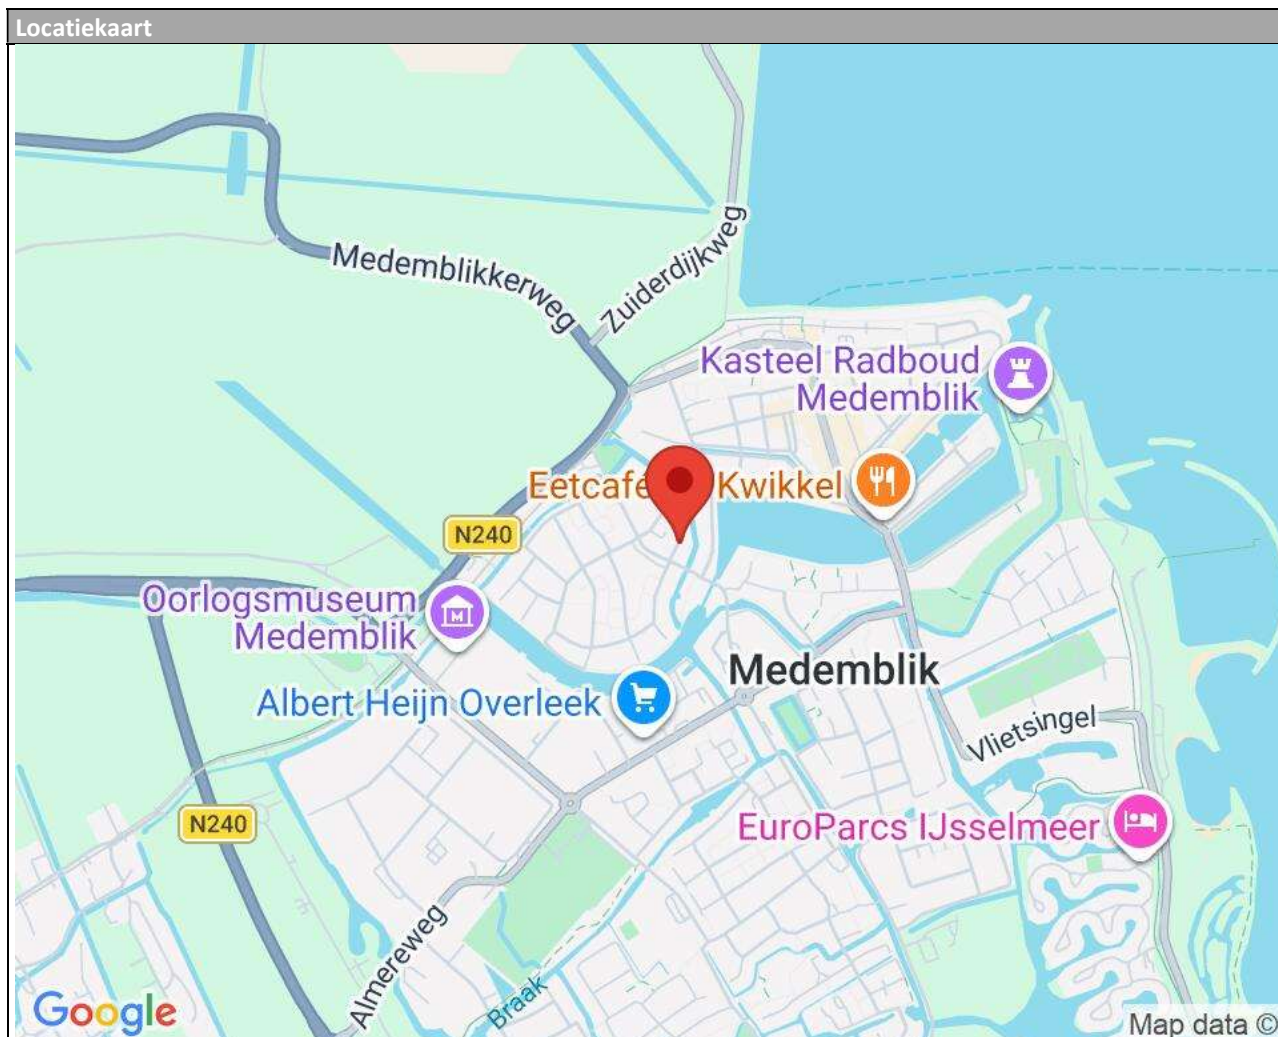 Locatiekaart
Medemblikkerweg
Zuiderdijkweg
Kasteel Radboud
Medemblik
Eetcafé Kwikkel
N240
Oorlogsmuseum
Medemblik
Albert Heijn Overleek
Medemblik
Vlietsingel
N240
EuroParcs IJsselmeer
Almereweg
Braak
Google
Map data ©